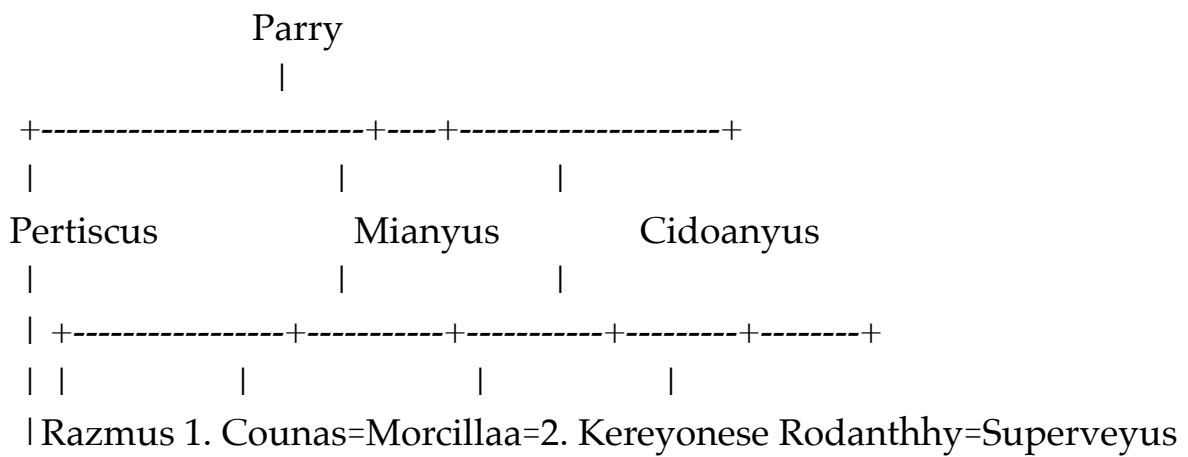 Parry
|
+--------------------------+----+---------------------+
| | |
Pertiscus Mianyus Cidoanyus
| | |
| +-----------------+-----------+-----------+---------+--------+
| | | | |
|Razmus 1. Counas=Morcillaa=2. Kereyonese Rodanthhy=Superveyus